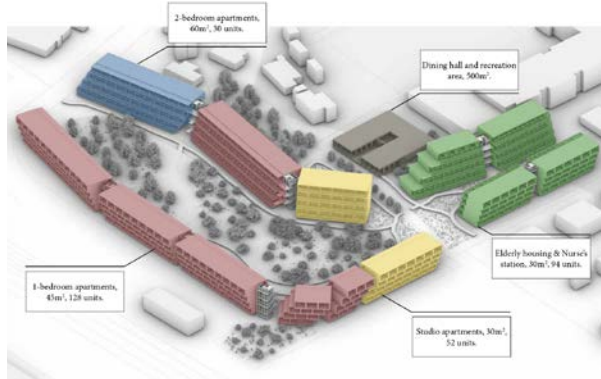 2-bedroom apartments,
60m², 30 units.
Dining hall and recreation
area, 500m².
Elderly housing & Nurse's
station, 30m², 94 units.
1-bedroom apartments,
45m², 128 units.
Studio apartments, 30m²,
52 units.